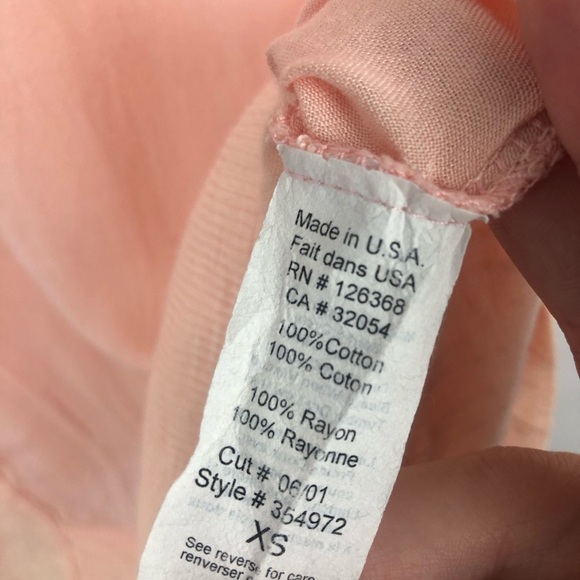 Made in U.S.A.
Fait dans USA
RN # 126368
CA # 32054
100%Cotton
100% Coton
100% Rayon
100% Rayonne
Cut # 06/01
Style # 354972
XS
See reverse for care
renverser